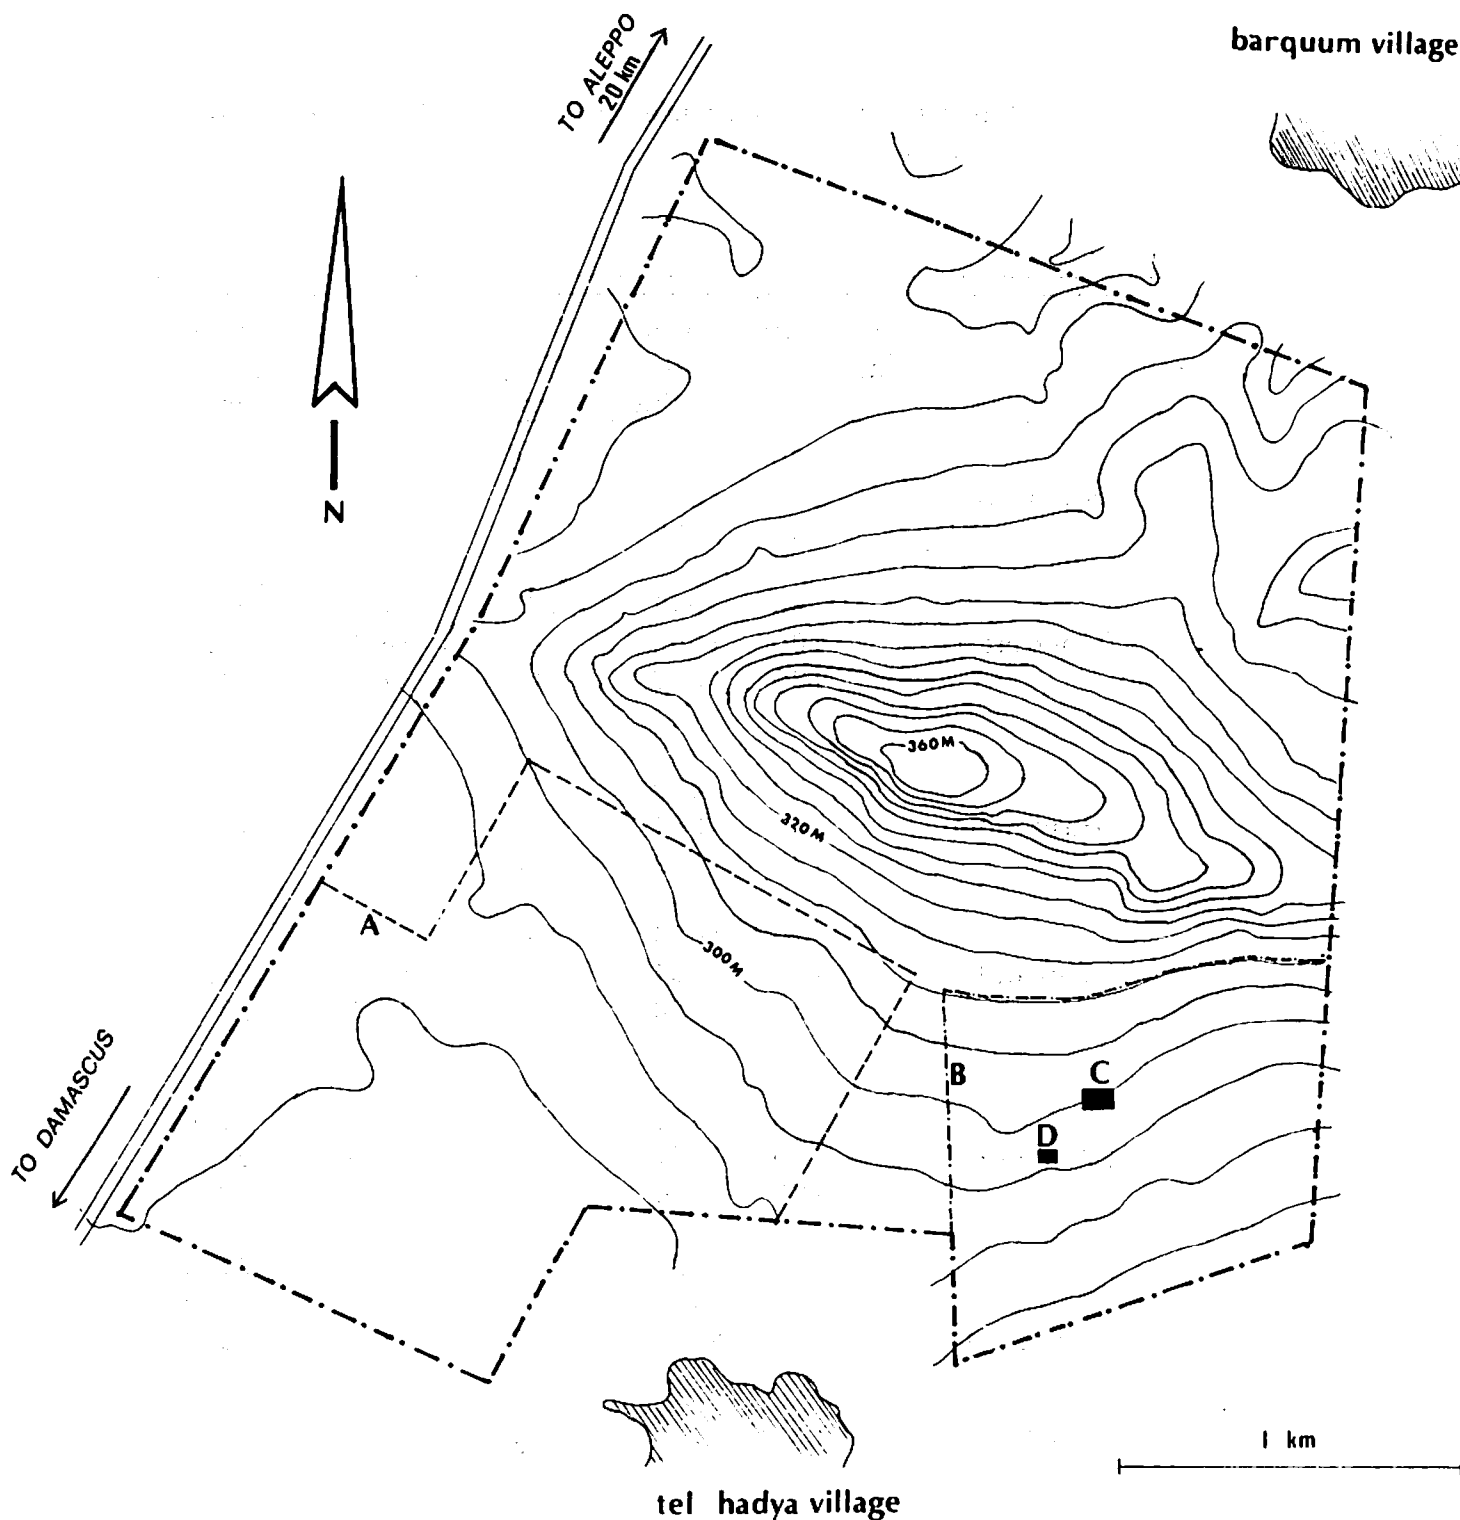 barquum village
TO ALEPPO
20 km
N
360M
320M
A
300M
TO DAMASCUS
B
C
D
1 km
tel hadya village